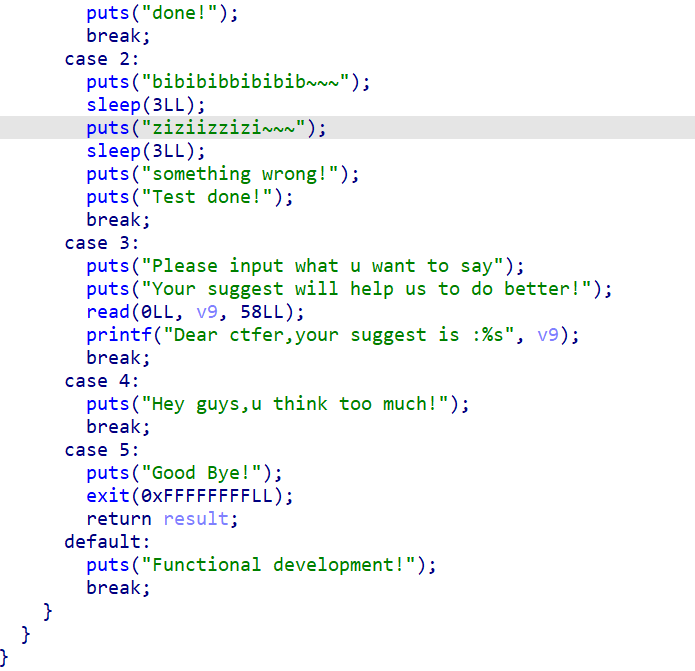 puts("done!");
break;
case 2:
puts("bibibibbibibib~~~");
sleep(3LL);
puts("ziziizzizi~~~");
sleep(3LL);
puts("something wrong!");
puts("Test done!");
break;
case 3:
puts("Please input what u want to say");
puts("Your suggest will help us to do better!");
read(0LL, v9, 58LL);
printf("Dear ctfer,your suggest is :%s", v9);
break;
case 4:
puts("Hey guys,u think too much!");
break;
case 5:
puts("Good Bye!");
exit(0xFFFFFFFFLL);
return result;
default:
puts("Functional development!");
break;
}
}
}